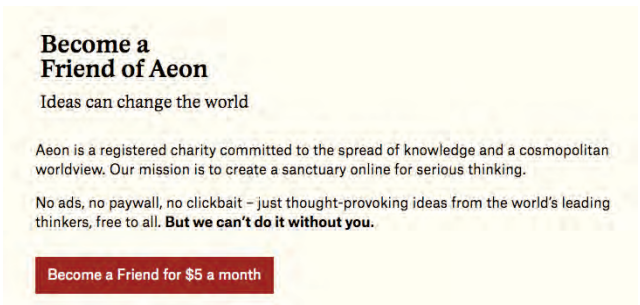 Become a
Friend of Aeon
Ideas can change the world
Aeon is a registered charity committed to the spread of knowledge and a cosmopolitan
worldview. Our mission is to create a sanctuary online for serious thinking.
No ads, no paywall, no clickbait – just thought-provoking ideas from the world's leading
thinkers, free to all. But we can't do it without you.
Become a Friend for $5 a month